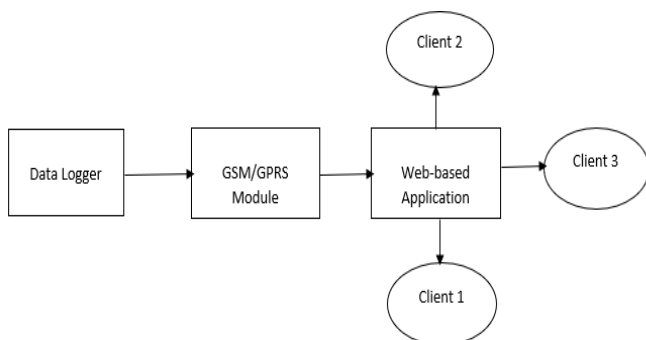 Client 2
Data Logger
GSM/GPRS
Module
Web-based
Application
Client 3
Client 1